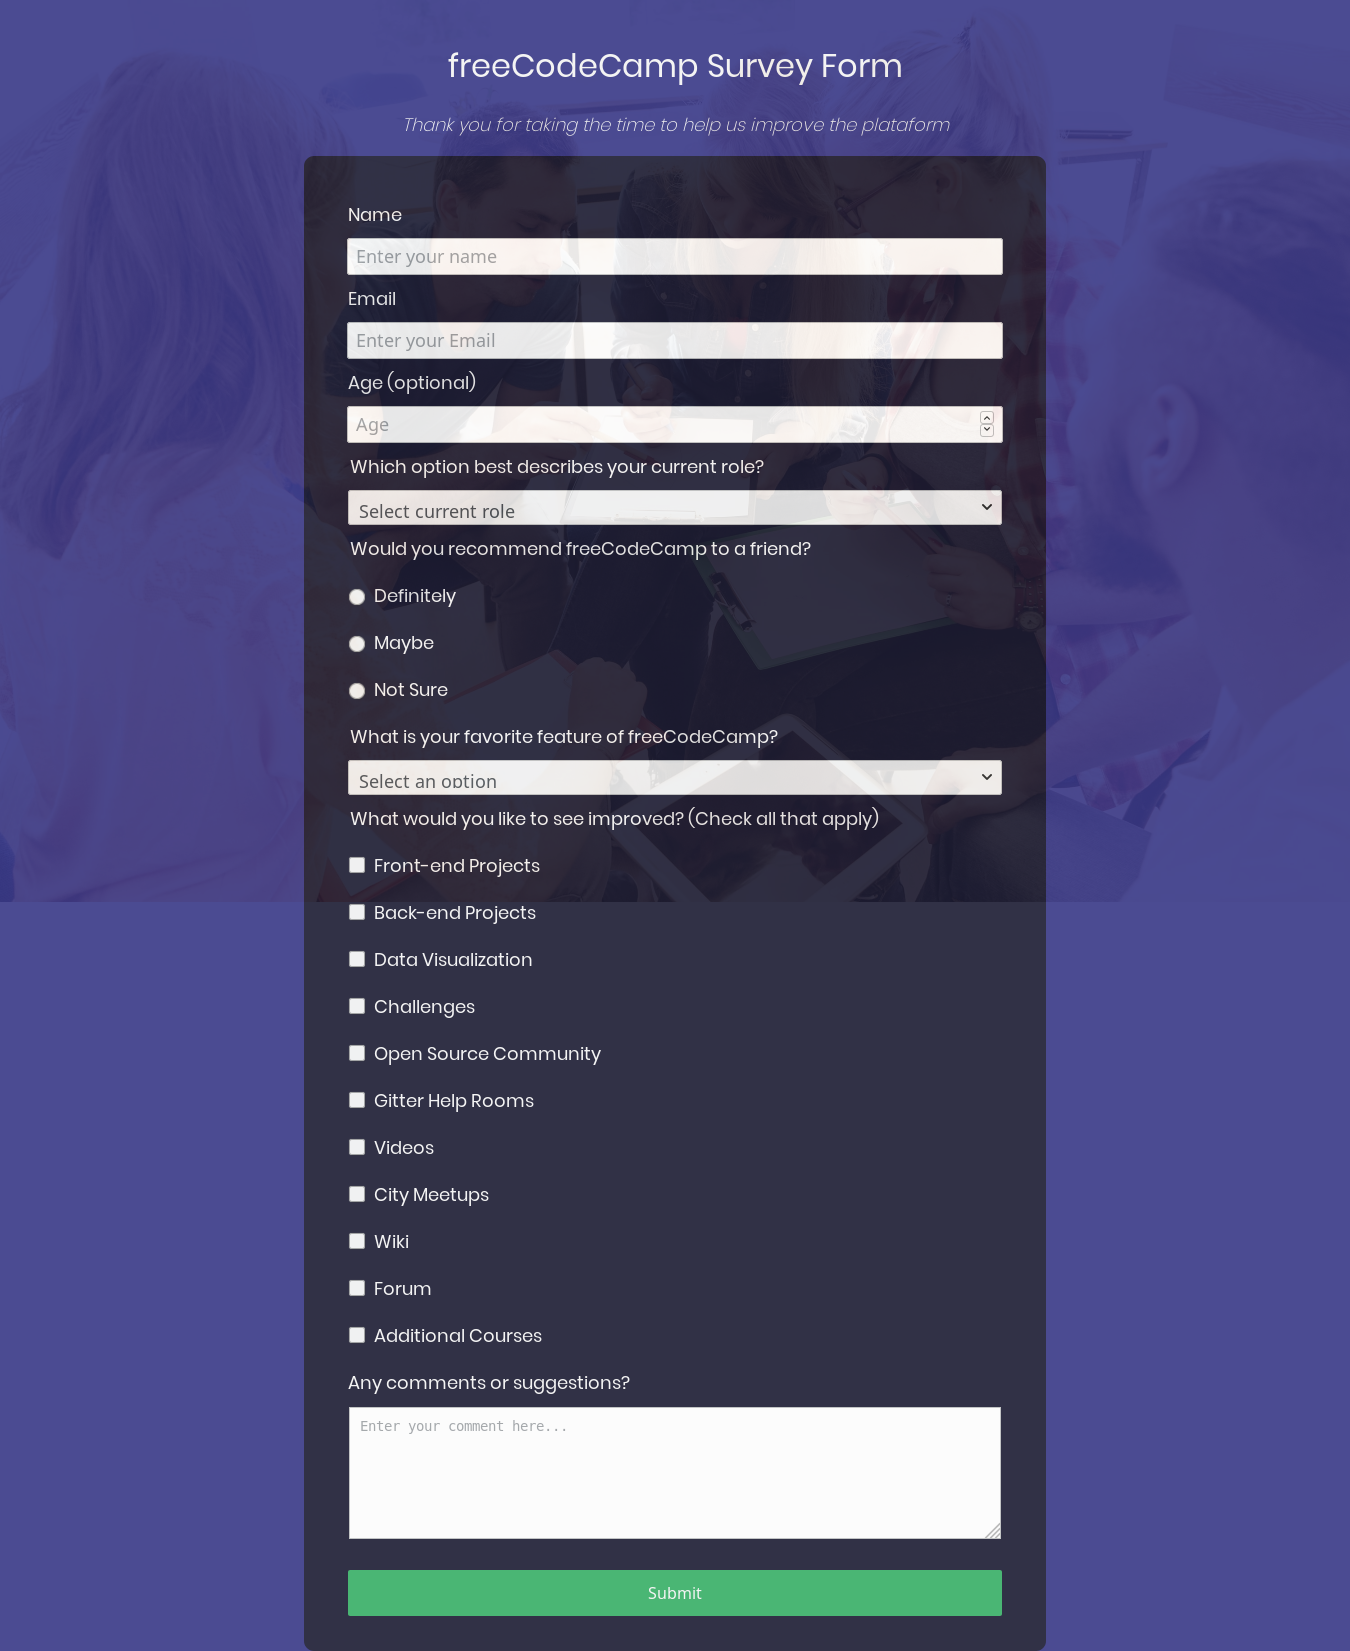 freeCodeCamp Survey Form
Thank you for taking the time to help us improve the plataform
Name
Enter your name
Email
Enter your Email
Age (optional)
Age
Which option best describes your current role?
Select current role
Would you recommend freeCodeCamp to a friend?
Definitely
Maybe
Not Sure
What is your favorite feature of freeCodeCamp?
Select an option
What would you like to see improved? (Check all that apply)
Front-end Projects
Back-end Projects
Data Visualization
Challenges
Open Source Community
Gitter Help Rooms
Videos
City Meetups
Wiki
Forum
Additional Courses
Any comments or suggestions?
Enter your comment here...
Submit